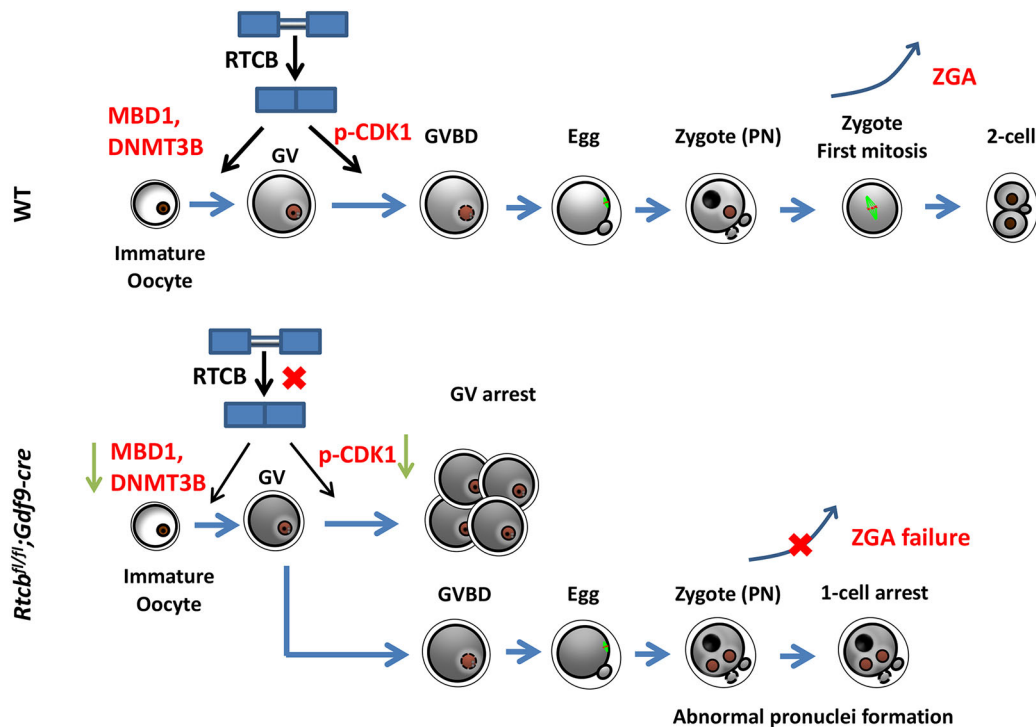 RTCB
ZGA
MBD1,
DNMT3B
p-CDK1
GV
GVBD
Egg
Zygote (PN)
Zygote
First mitosis
2-cell
WT
Immature
Oocyte
RTCB
GV arrest
MBD1,
DNMT3B
p-CDK1
GV
ZGA failure
Rtcbfl/fl;Gdf9-cre
Immature
Oocyte
GVBD
Egg
Zygote (PN)
1-cell arrest
Abnormal pronuclei formation